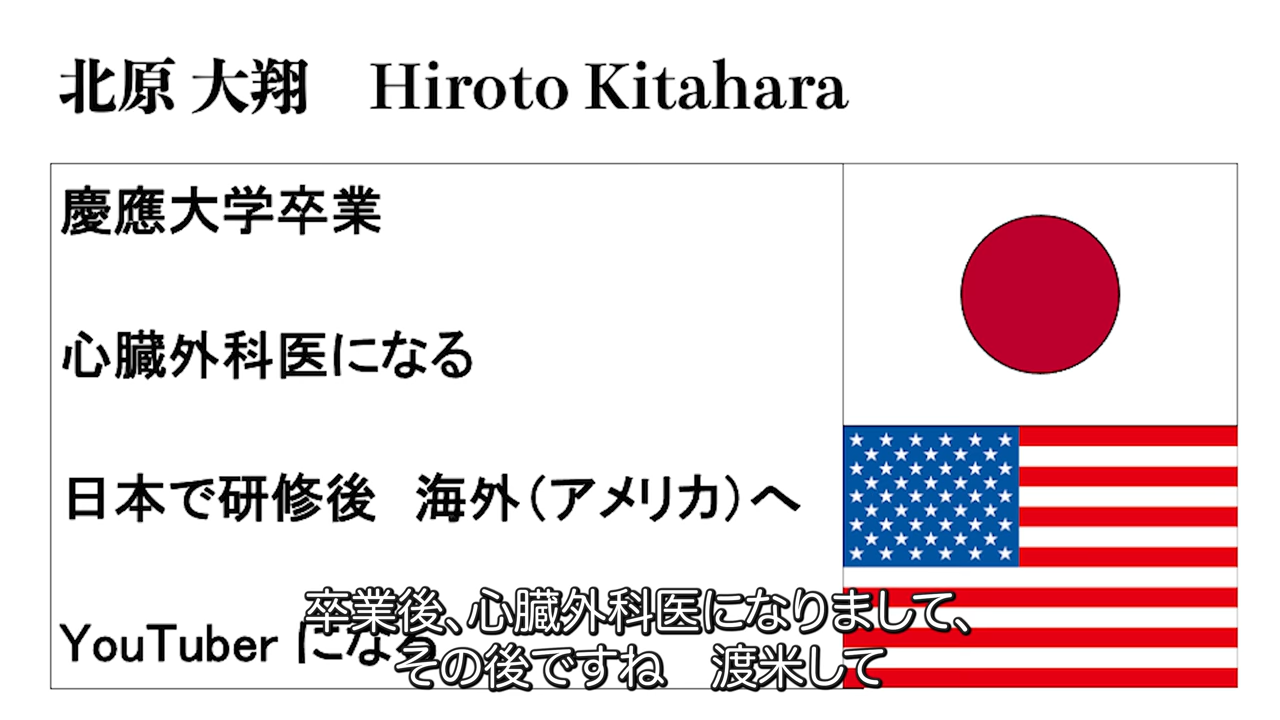 北原 大翔　Hiroto Kitahara
慶應大学卒業
心臓外科医になる
日本で研修後　海外（アメリカ）へ
YouTuber になる
卒業後、心臓外科医になりまして、
その後ですね　渡米して